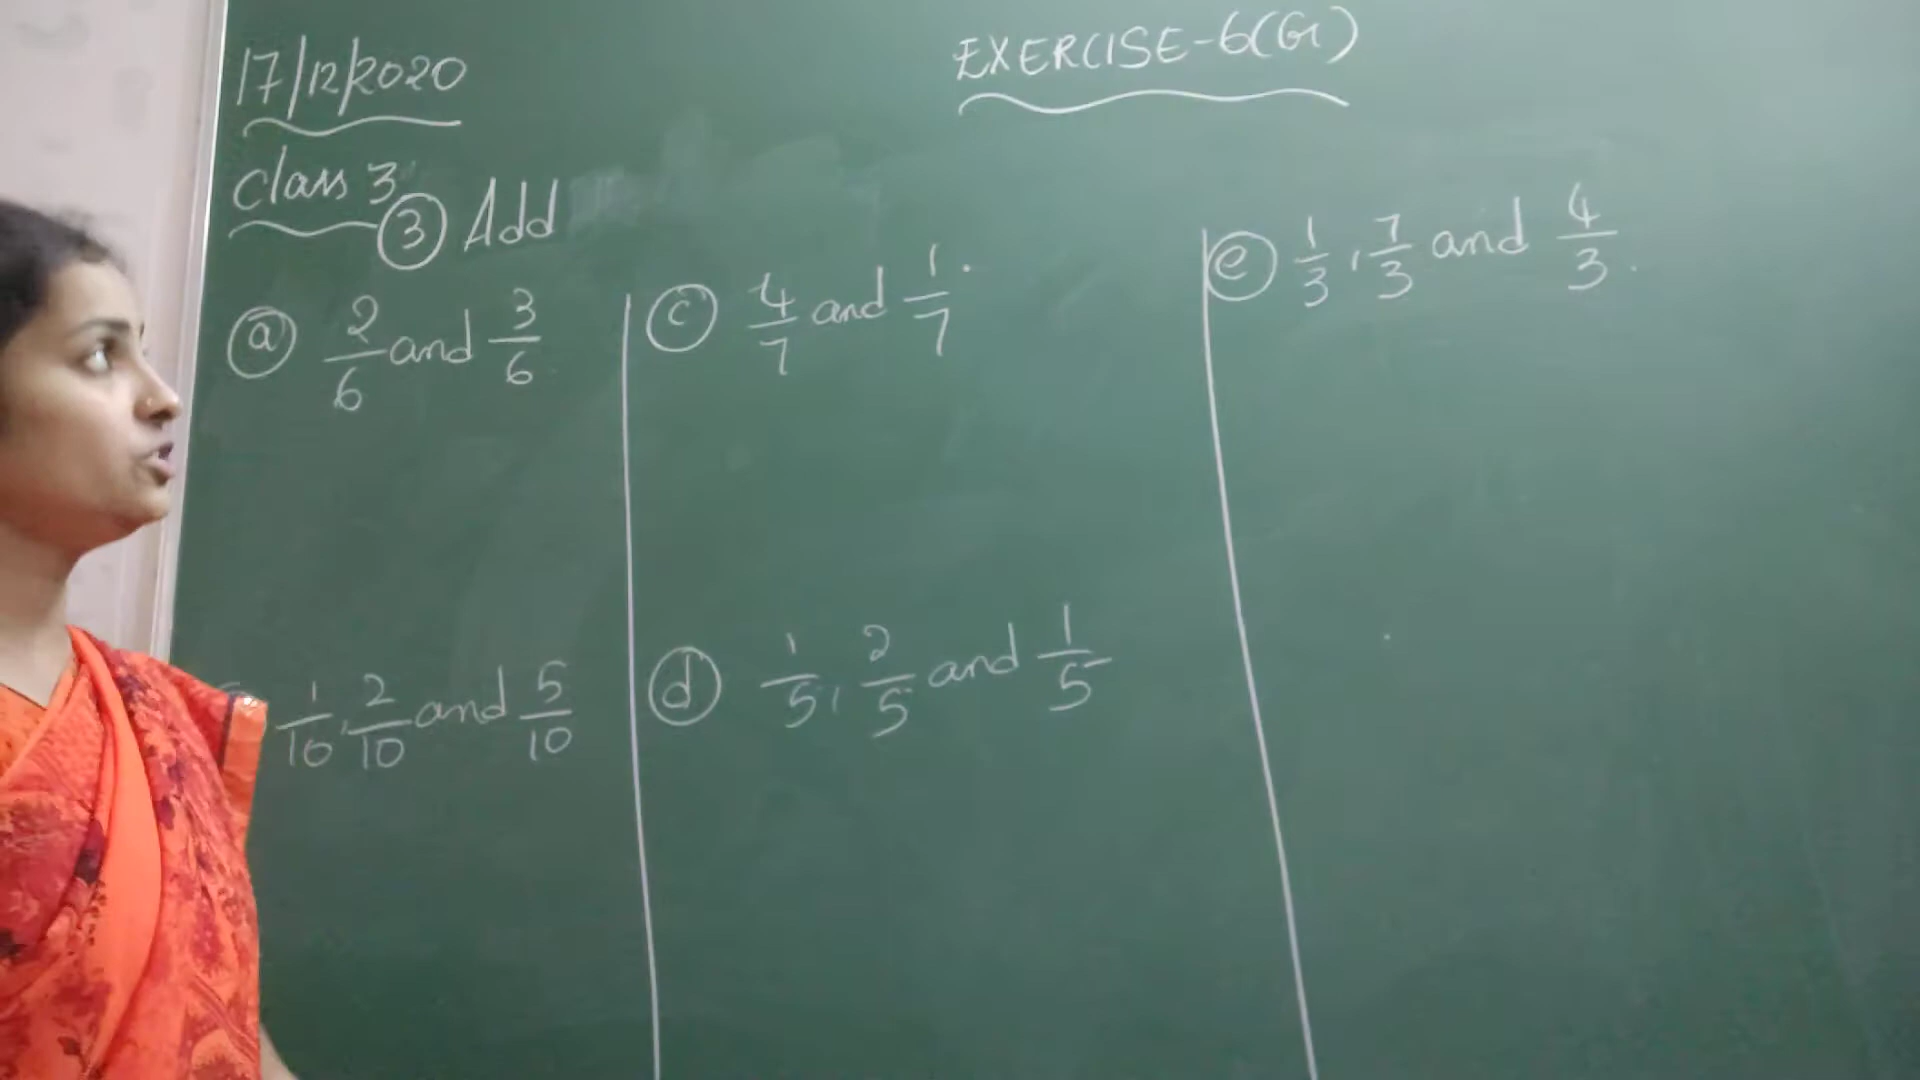 17/12/2020
EXERCISE-6(G)
Class 3
③ Add
ⓐ 2/6 and 3/6
1/10, 2/10 and 5/10
ⓒ 4/7 and 1/7.
ⓓ 1/5, 2/5 and 1/5
ⓔ 1/3, 7/3 and 4/3.